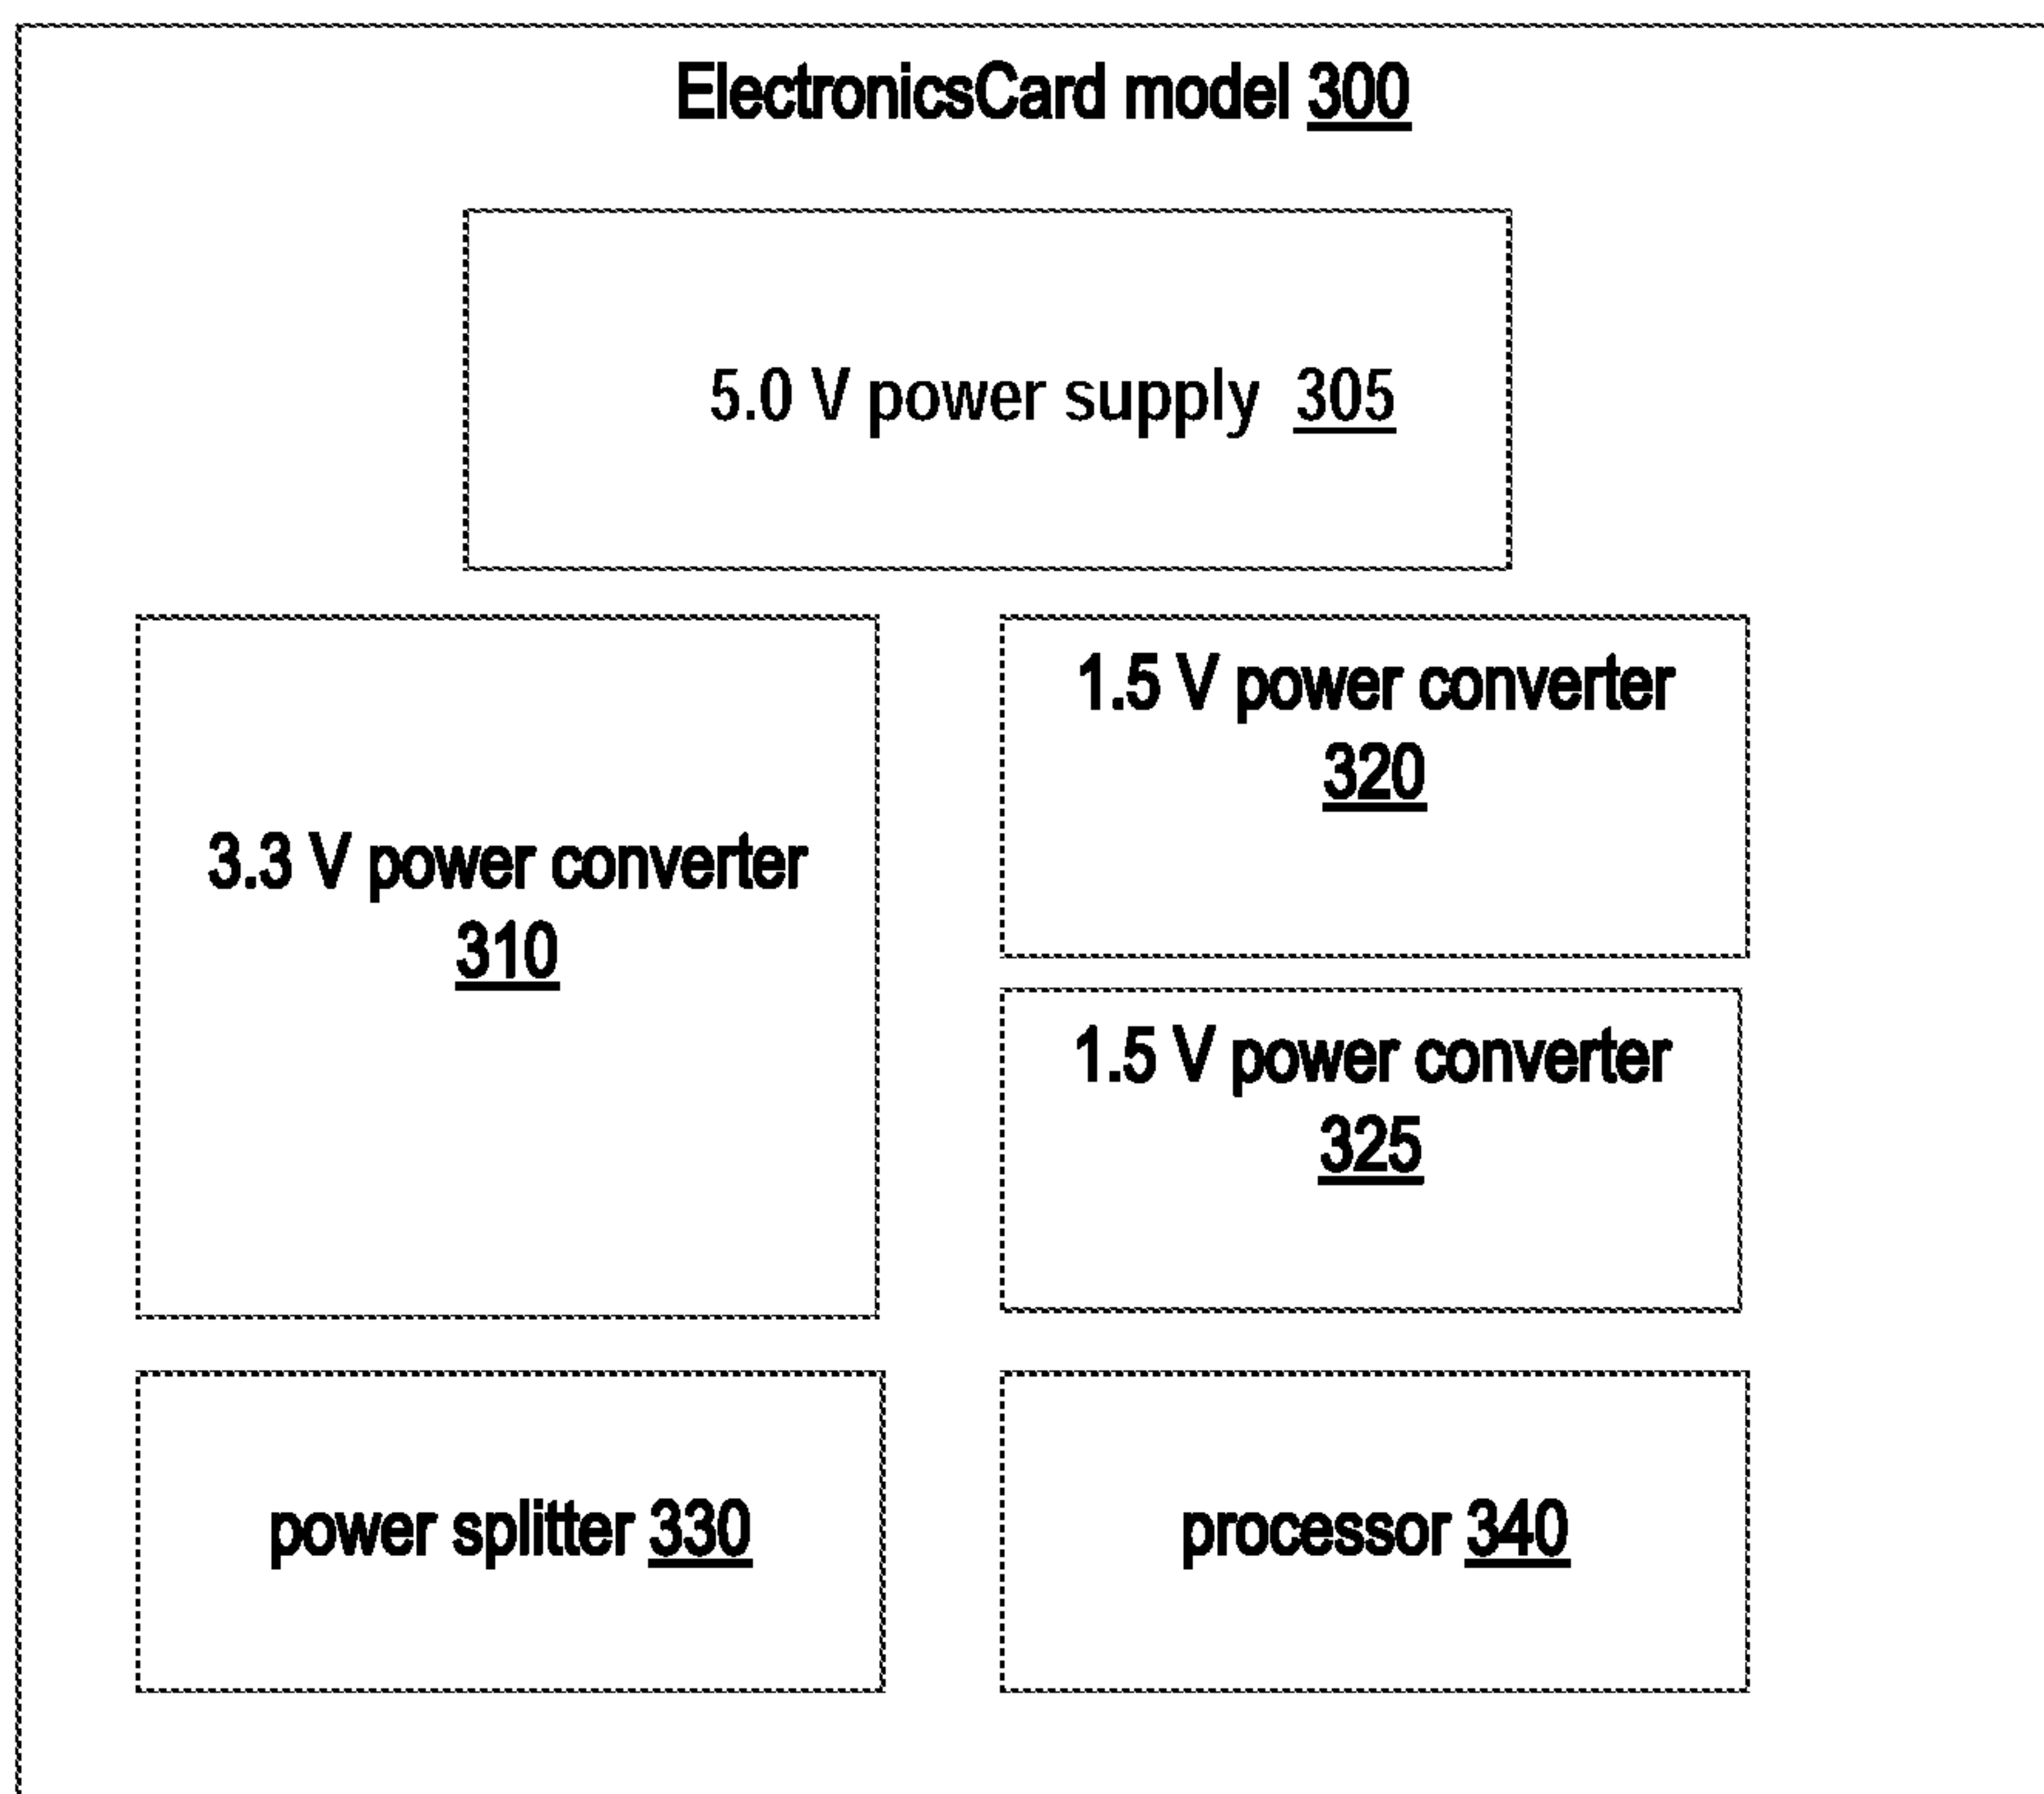 ElectronicsCard model 300
5.0 V power supply 305
3.3 V power converter
310
1.5 V power converter
320
1.5 V power converter
325
power splitter 330
processor 340